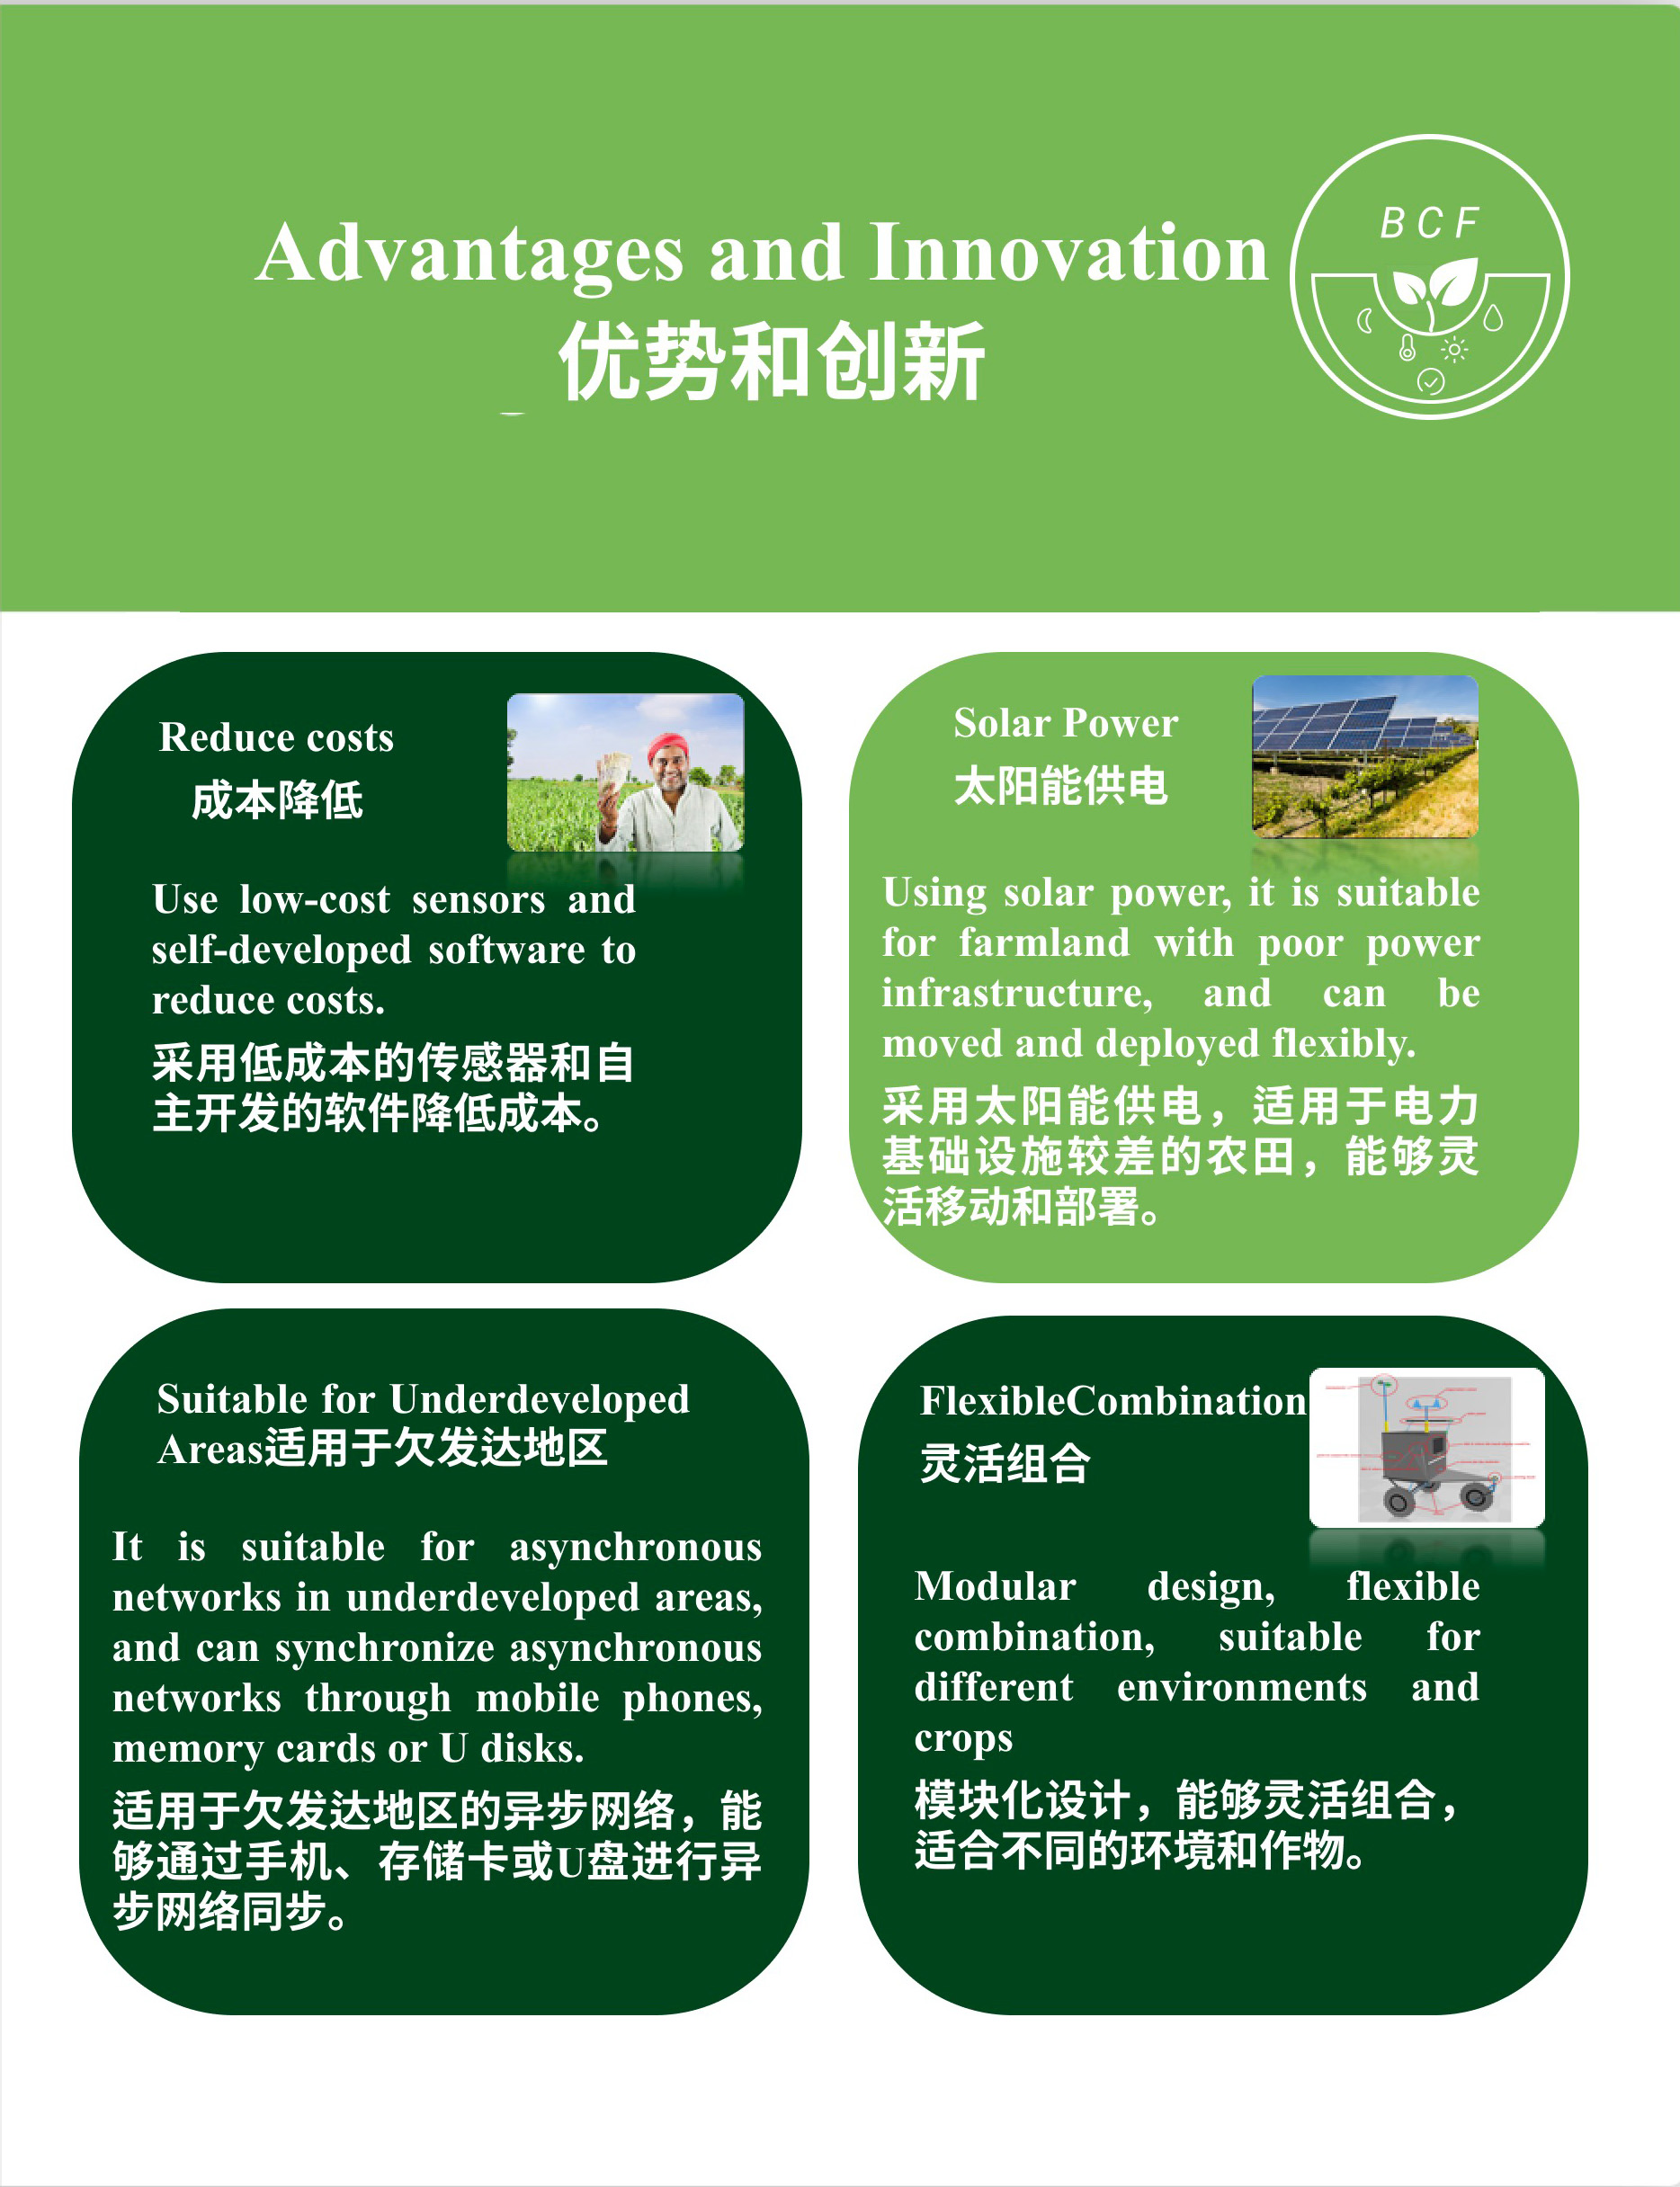 Advantages and Innovation
优势和创新
BCF
Reduce costs
成本降低
Use low-cost sensors and
self-developed software to
reduce costs.
采用低成本的传感器和自
主开发的软件降低成本。
Solar Power
太阳能供电
Using solar power, it is suitable
for farmland with poor power
infrastructure, and can be
moved and deployed flexibly.
采用太阳能供电，适用于电力
基础设施较差的农田，能够灵
活移动和部署。
Suitable for Underdeveloped
Areas适用于欠发达地区
It is suitable for asynchronous
networks in underdeveloped areas,
and can synchronize asynchronous
networks through mobile phones,
memory cards or U disks.
适用于欠发达地区的异步网络，能
够通过手机、存储卡或U盘进行异
步网络同步。
FlexibleCombination
灵活组合
Modular design, flexible
combination, suitable for
different environments and
crops
模块化设计，能够灵活组合，
适合不同的环境和作物。